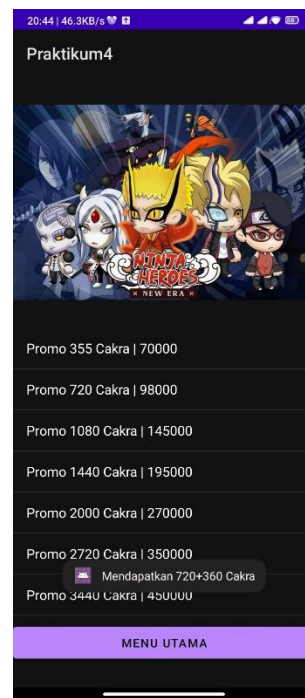 20:44 | 46.3KB/s
Praktikum4
NINJA
HEROES
NEW ERA
Promo 355 Cakra | 70000
Promo 720 Cakra | 98000
Promo 1080 Cakra | 145000
Promo 1440 Cakra | 195000
Promo 2000 Cakra | 270000
Promo 2720 Cakra | 350000
Mendapatkan 720+360 Cakra
Promo 3440 Cakra | 450000
MENU UTAMA